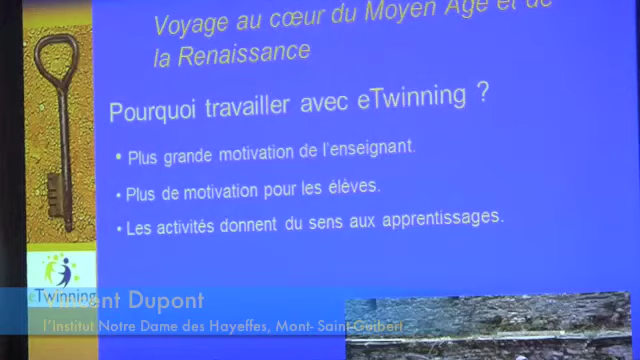 Voyage au cœur du Moyen Age et de
la Renaissance
Pourquoi travailler avec eTwinning ?
• Plus grande motivation de l'enseignant.
• Plus de motivation pour les élèves.
• Les activités donnent du sens aux apprentissages.
eTwinning
Vincent Dupont
l'Institut Notre Dame des Hayeffes, Mont- Saint-Guibert